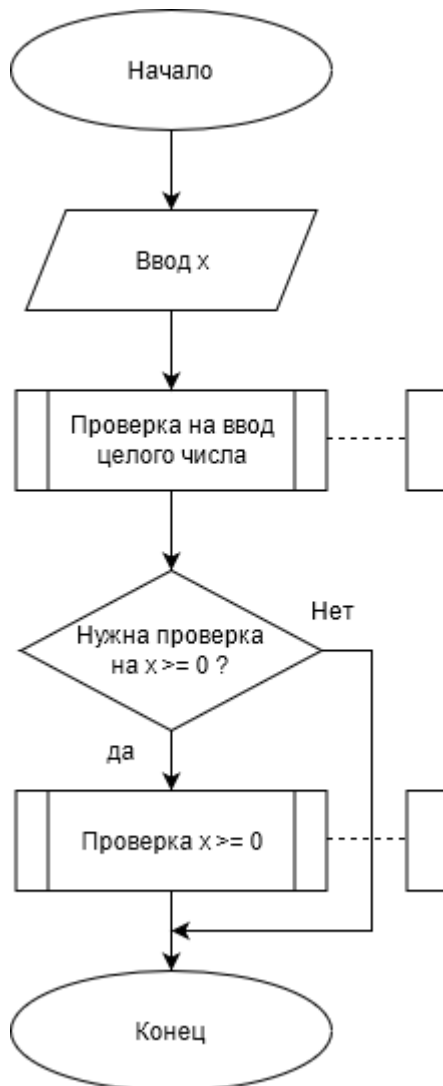 Начало
Ввод x
Проверка на ввод
целого числа
Нет
Нужна проверка
на x >= 0 ?
да
Проверка x >= 0
Конец